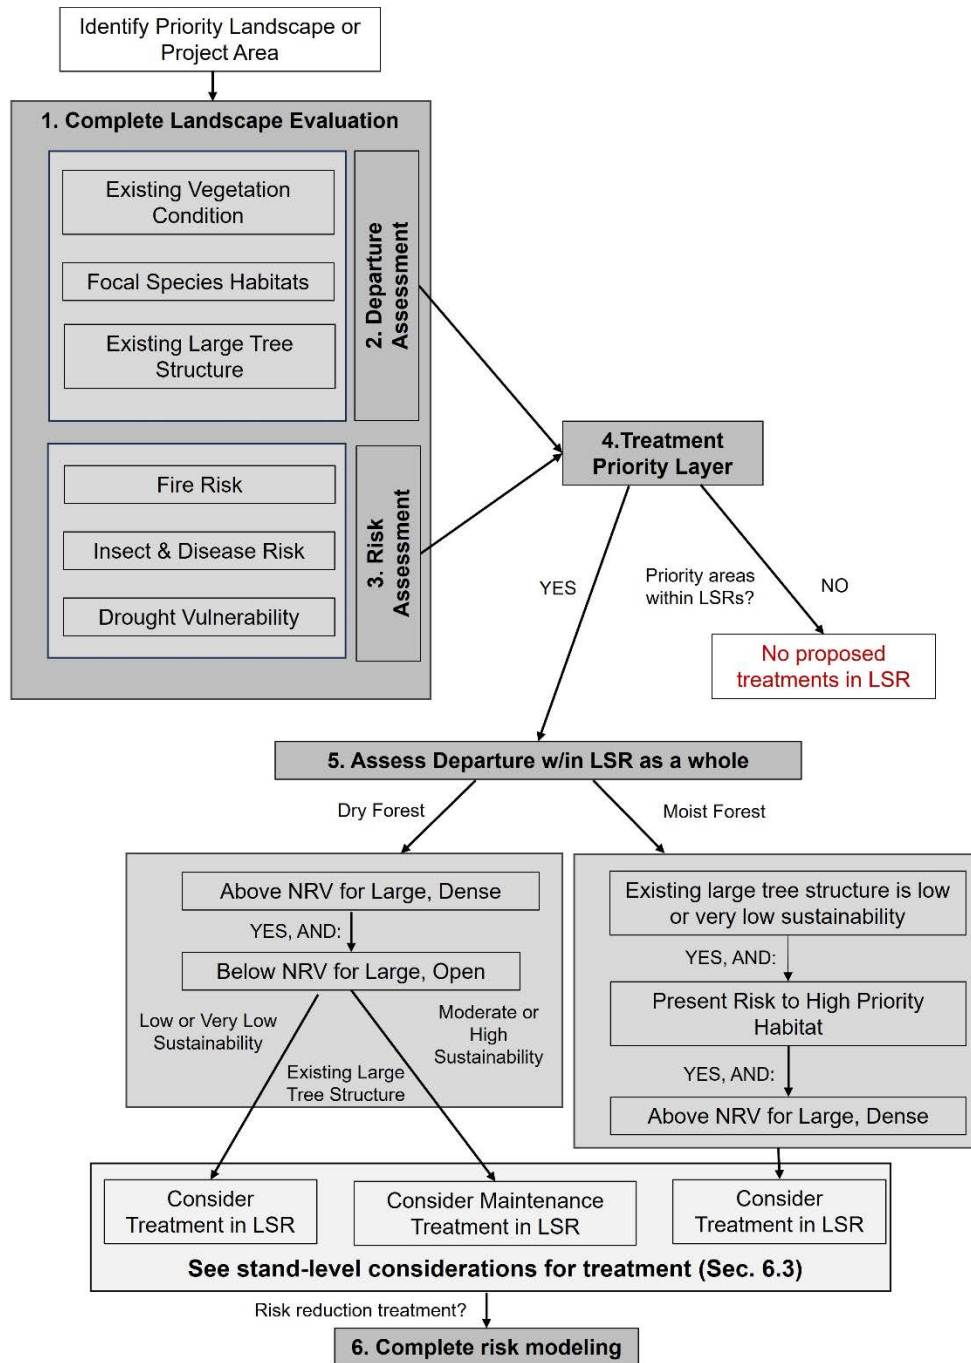 Identify Priority Landscape or
Project Area
1. Complete Landscape Evaluation
Existing Vegetation
Condition
Focal Species Habitats
Existing Large Tree
Structure
2. Departure
Assessment
Fire Risk
Insect & Disease Risk
Drought Vulnerability
3. Risk
Assessment
4.Treatment
Priority Layer
YES
Priority areas
within LSRs?
NO
No proposed
treatments in LSR
5. Assess Departure w/in LSR as a whole
Dry Forest
Moist Forest
Above NRV for Large, Dense
YES, AND:
Below NRV for Large, Open
Low or Very Low
Sustainability
Existing Large
Tree Structure
Moderate or
High
Sustainability
Existing large tree structure is low
or very low sustainability
YES, AND:
Present Risk to High Priority
Habitat
YES, AND:
Above NRV for Large, Dense
Consider
Treatment in LSR
Consider Maintenance
Treatment in LSR
Consider
Treatment in LSR
See stand-level considerations for treatment (Sec. 6.3)
Risk reduction treatment?
6. Complete risk modeling